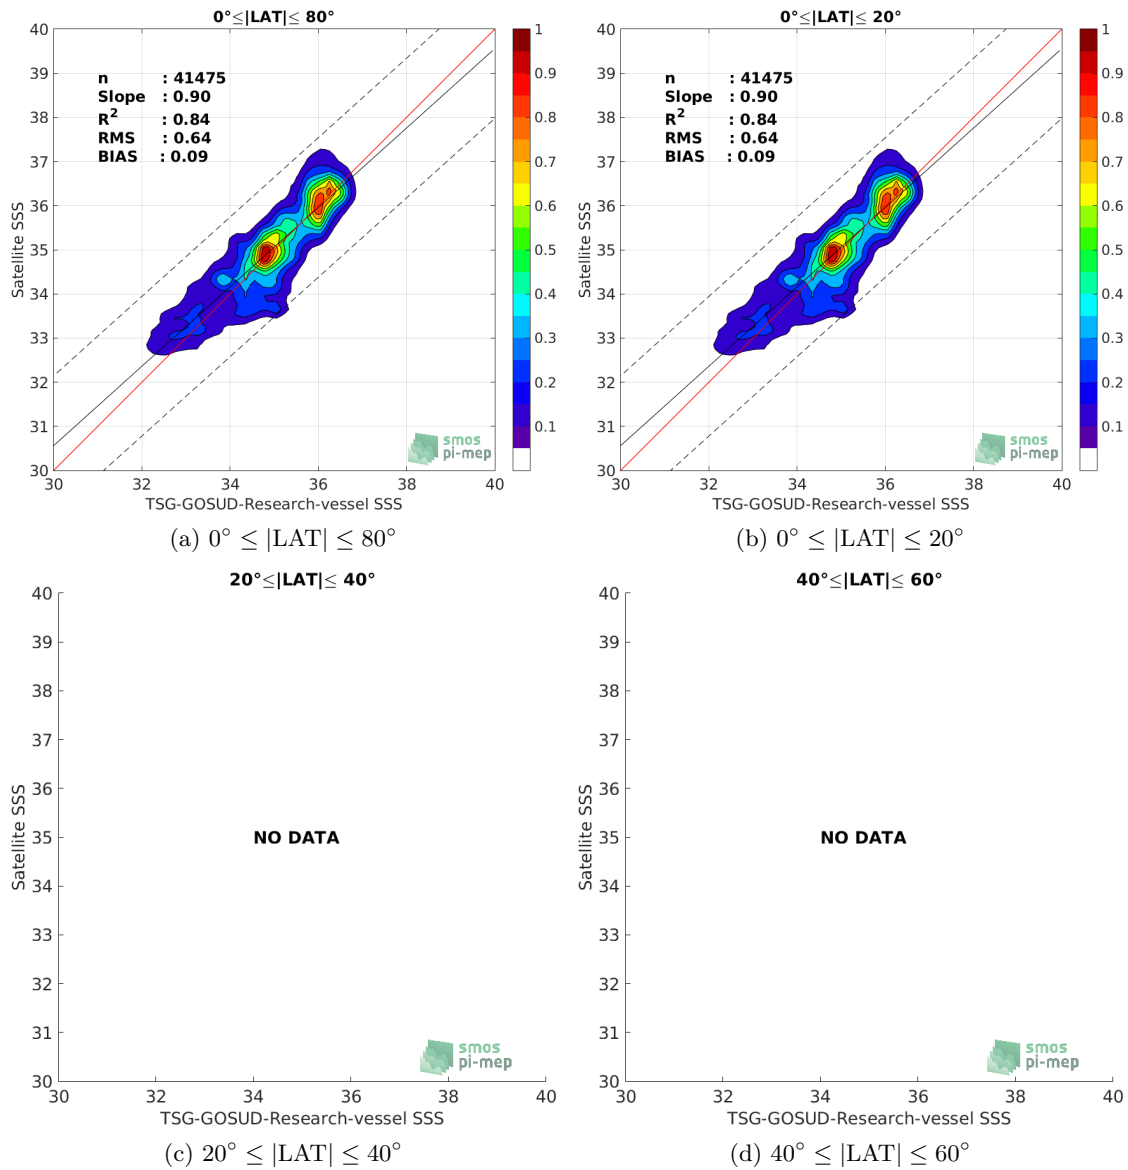 0°≤|LAT|≤ 80°
40
39
38
37
36
35
34
33
32
31
30
Satellite SSS
n : 41475
Slope : 0.90
R2 : 0.84
RMS : 0.64
BIAS : 0.09
smos
pi-mep
30 32 34 36 38 40
TSG-GOSUD-Research-vessel SSS
1
0.9
0.8
0.7
0.6
0.5
0.4
0.3
0.2
0.1
(a) 0° ≤ |LAT| ≤ 80°
0°≤|LAT|≤ 20°
40
39
38
37
36
35
34
33
32
31
30
Satellite SSS
n : 41475
Slope : 0.90
R2 : 0.84
RMS : 0.64
BIAS : 0.09
smos
pi-mep
30 32 34 36 38 40
TSG-GOSUD-Research-vessel SSS
1
0.9
0.8
0.7
0.6
0.5
0.4
0.3
0.2
0.1
(b) 0° ≤ |LAT| ≤ 20°
20°≤|LAT|≤ 40°
40
39
38
37
36
35
34
33
32
31
30
Satellite SSS
NO DATA
smos
pi-mep
30 32 34 36 38 40
TSG-GOSUD-Research-vessel SSS
(c) 20° ≤ |LAT| ≤ 40°
40°≤|LAT|≤ 60°
40
39
38
37
36
35
34
33
32
31
30
Satellite SSS
NO DATA
smos
pi-mep
30 32 34 36 38 40
TSG-GOSUD-Research-vessel SSS
(d) 40° ≤ |LAT| ≤ 60°